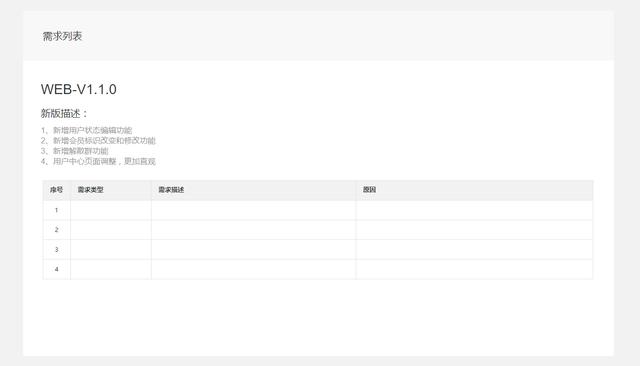 需求列表
WEB-V1.1.0
新版描述：
1、新增用户状态编辑功能
2、新增会员标识改变和修改功能
3、新增解散群功能
4、用户中心页面调整，更加直观
序号 需求类型 需求描述 原因
1
2
3
4